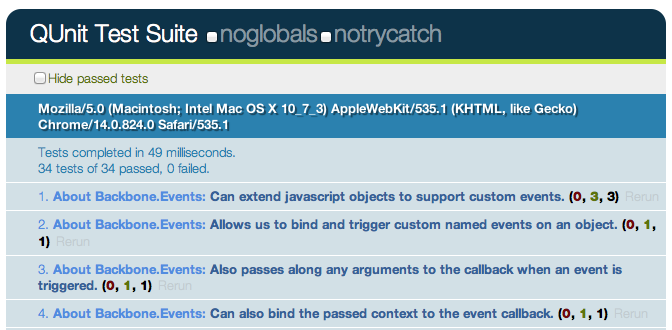 QUnit Test Suite noglobals notrycatch
Hide passed tests
Mozilla/5.0 (Macintosh; Intel Mac OS X 10_7_3) AppleWebKit/535.1 (KHTML, like Gecko)
Chrome/14.0.824.0 Safari/535.1
Tests completed in 49 milliseconds.
34 tests of 34 passed, 0 failed.
1. About Backbone.Events: Can extend javascript objects to support custom events. (0, 3, 3) Rerun
2. About Backbone.Events: Allows us to bind and trigger custom named events on an object. (0, 1,
1) Rerun
3. About Backbone.Events: Also passes along any arguments to the callback when an event is
triggered. (0, 1, 1) Rerun
4. About Backbone.Events: Can also bind the passed context to the event callback. (0, 1, 1) Rerun